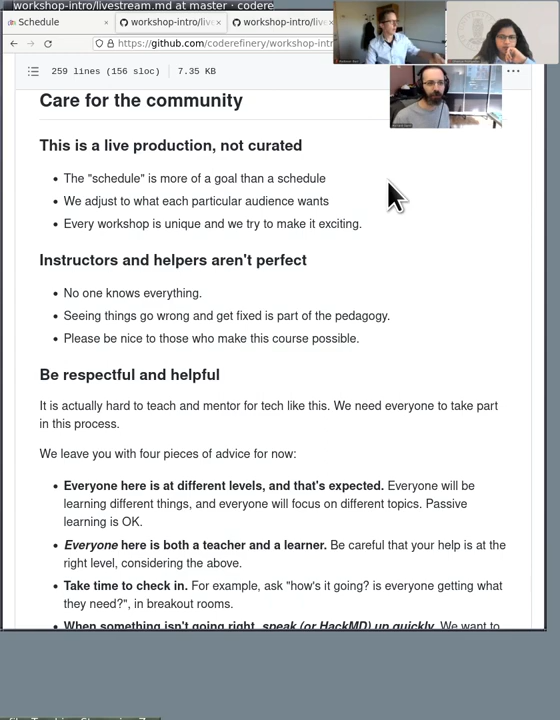 workshop-intro/livestream.md at master · codere
Schedule
workshop-intro/live
workshop-intro/live
https://github.com/coderefinery/workshop-intr
259 lines (156 sloc)
7.35 KB
Care for the community
This is a live production, not curated
The "schedule" is more of a goal than a schedule
We adjust to what each particular audience wants
Every workshop is unique and we try to make it exciting.
Instructors and helpers aren't perfect
No one knows everything.
Seeing things go wrong and get fixed is part of the pedagogy.
Please be nice to those who make this course possible.
Be respectful and helpful
It is actually hard to teach and mentor for tech like this. We need everyone to take part
in this process.
We leave you with four pieces of advice for now:
Everyone here is at different levels, and that's expected. Everyone will be
learning different things, and everyone will focus on different topics. Passive
learning is OK.
Everyone here is both a teacher and a learner. Be careful that your help is at the
right level, considering the above.
Take time to check in. For example, ask "how's it going? is everyone getting what
they need?", in breakout rooms.
When something isn't going right, speak (or HackMD) up quickly. We want to